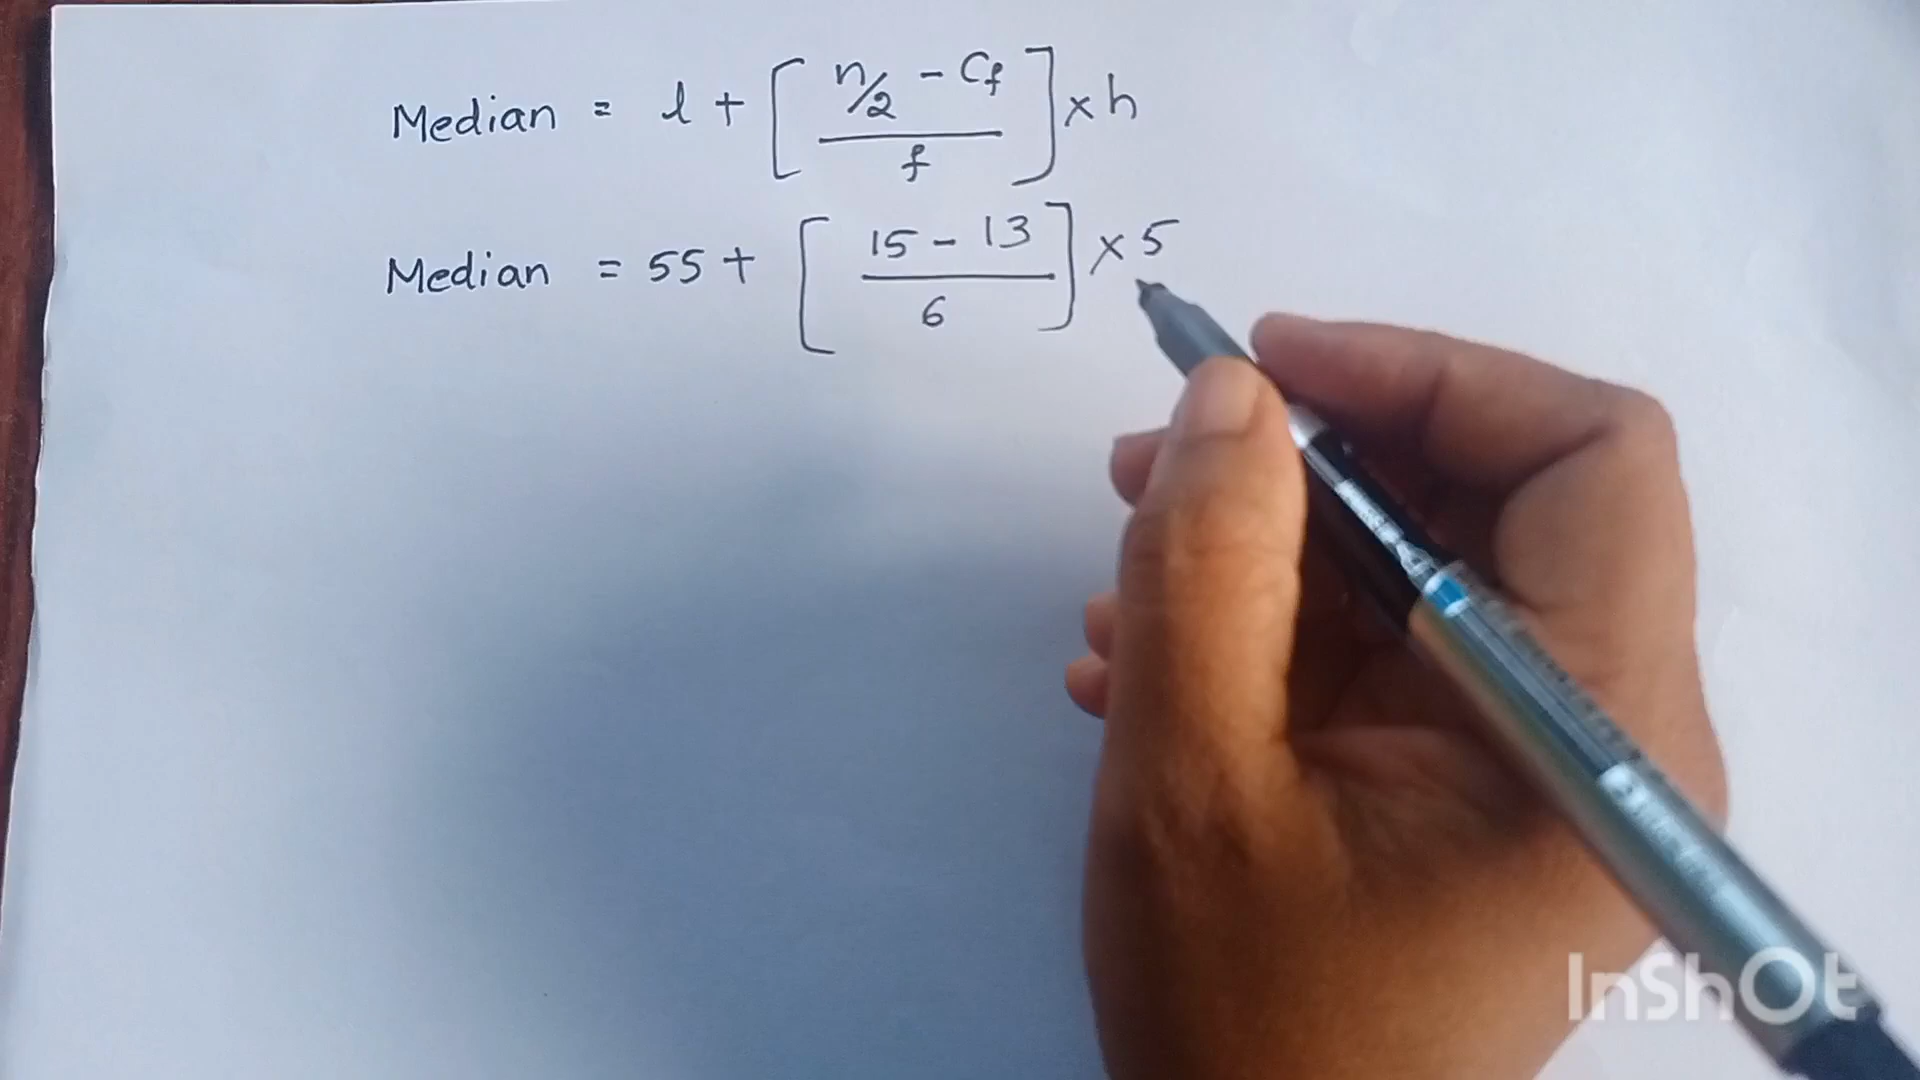 Median = l + [ n/2 - Cf / f ] × h
Median = 55 + [ 15 - 13 / 6 ] × 5
InShOt